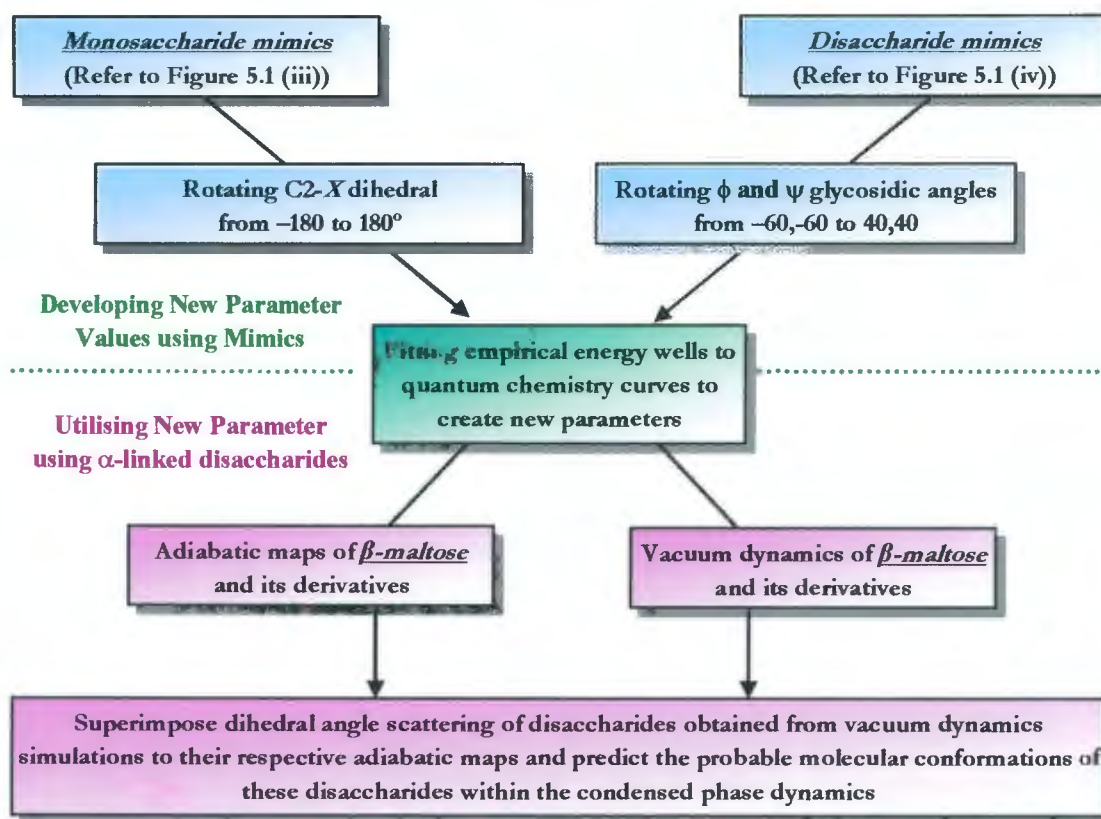 Monosaccharide mimics
(Refer to Figure 5.1 (iii))
Disaccharide mimics
(Refer to Figure 5.1 (iv))
Rotating C2-X dihedral
from –180 to 180º
Rotating ϕ and ψ glycosidic angles
from –60,-60 to 40,40
Developing New Parameter
Values using Mimics
Fitting empirical energy wells to
quantum chemistry curves to
create new parameters
Utilising New Parameter
using α-linked disaccharides
Adiabatic maps of β-maltose
and its derivatives
Vacuum dynamics of β-maltose
and its derivatives
Superimpose dihedral angle scattering of disaccharides obtained from vacuum dynamics
simulations to their respective adiabatic maps and predict the probable molecular conformations of
these disaccharides within the condensed phase dynamics